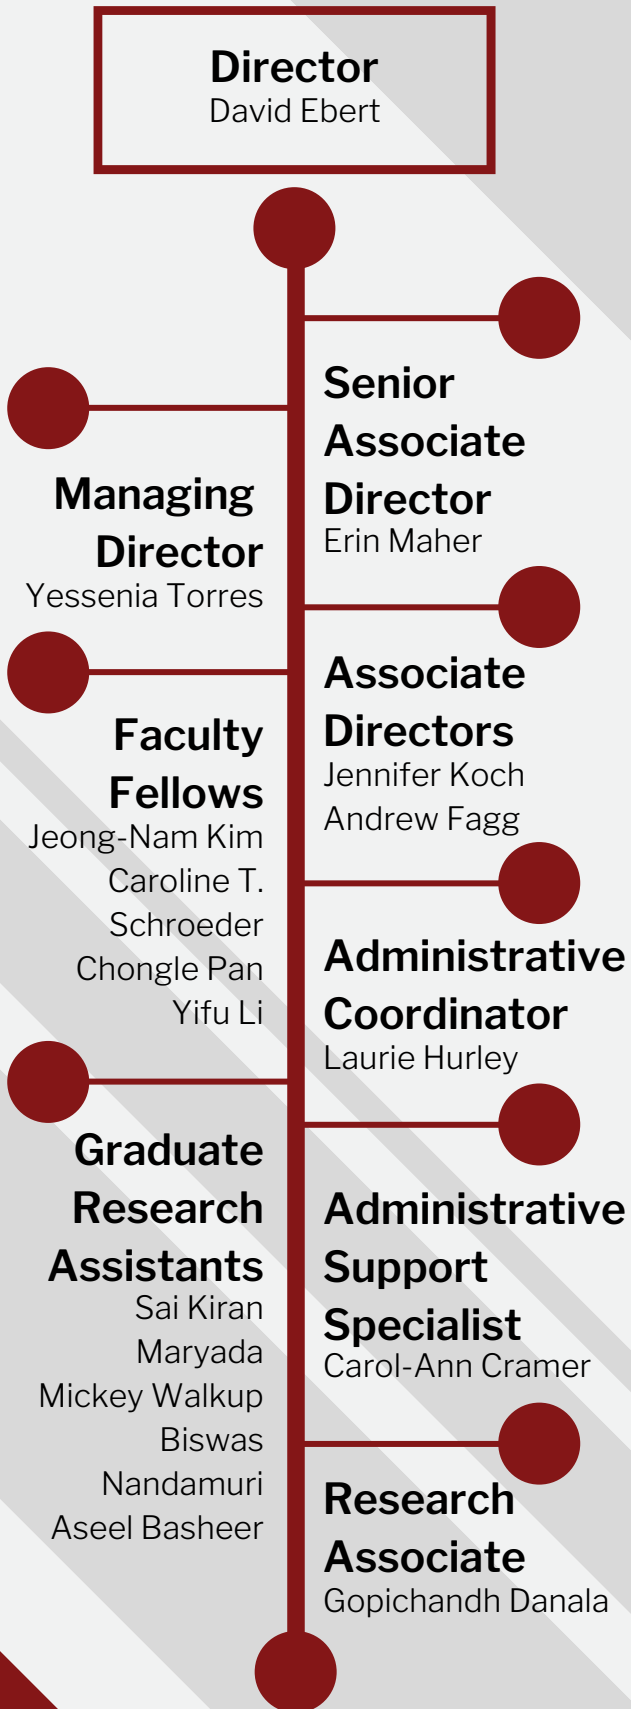 Director
David Ebert
Senior
Associate
Director
Erin Maher
Managing
Director
Yessenia Torres
Associate
Directors
Jennifer Koch
Andrew Fagg
Faculty
Fellows
Jeong-Nam Kim
Caroline T.
Schroeder
Chongle Pan
Yifu Li
Administrative
Coordinator
Laurie Hurley
Graduate
Research
Assistants
Sai Kiran
Maryada
Mickey Walkup
Biswas
Nandamuri
Aseel Basheer
Administrative
Support
Specialist
Carol-Ann Cramer
Research
Associate
Gopichandh Danala